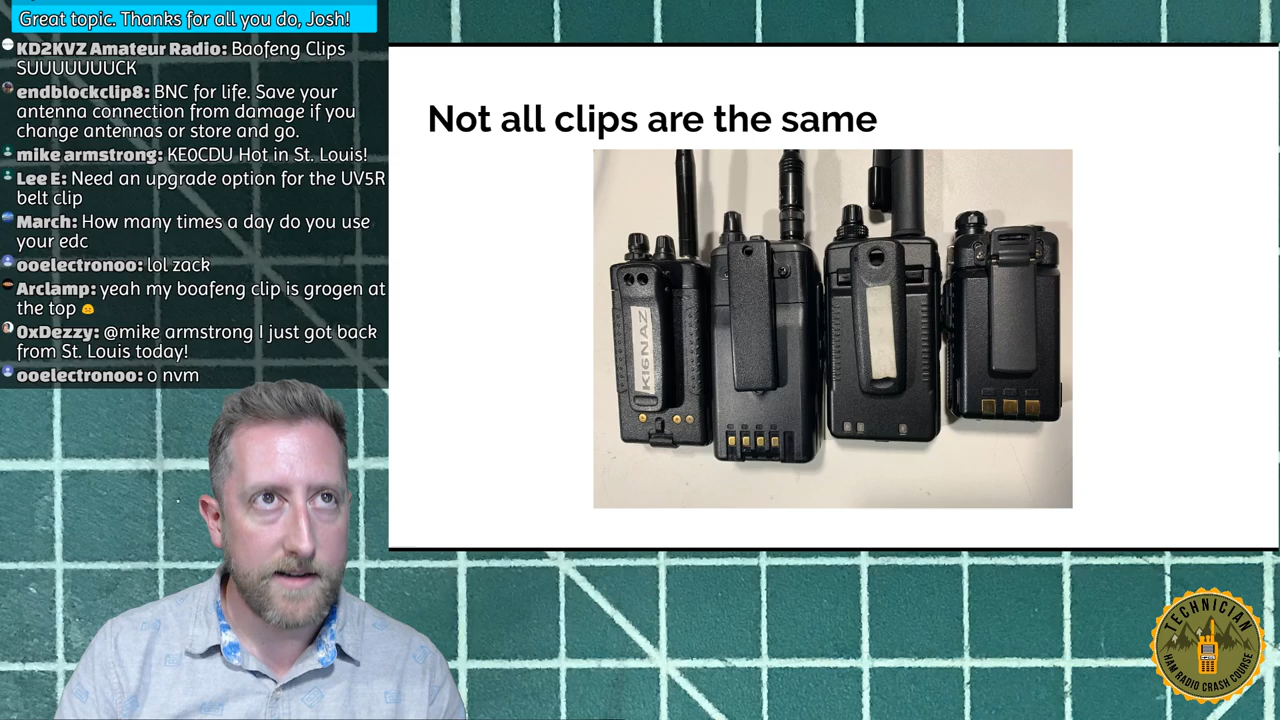 Great topic. Thanks for all you do, Josh!
KD2KVZ Amateur Radio: Baofeng Clips
SUUUUUUUCK
endblockclip8: BNC for life. Save your
antenna connection from damage if you
change antennas or store and go.
mike armstrong: KE0CDU Hot in St. Louis!
Lee E: Need an upgrade option for the UV5R
belt clip
March: How many times a day do you use
your edc
ooelectronoo: lol zack
Arclamp: yeah my boafeng clip is grogen at
the top
0xDezzy: @mike armstrong I just got back
from St. Louis today!
ooelectronoo: o nvm
Not all clips are the same
KI6NAZ
TECHNICIAN
HAM RADIO CRASH COURSE